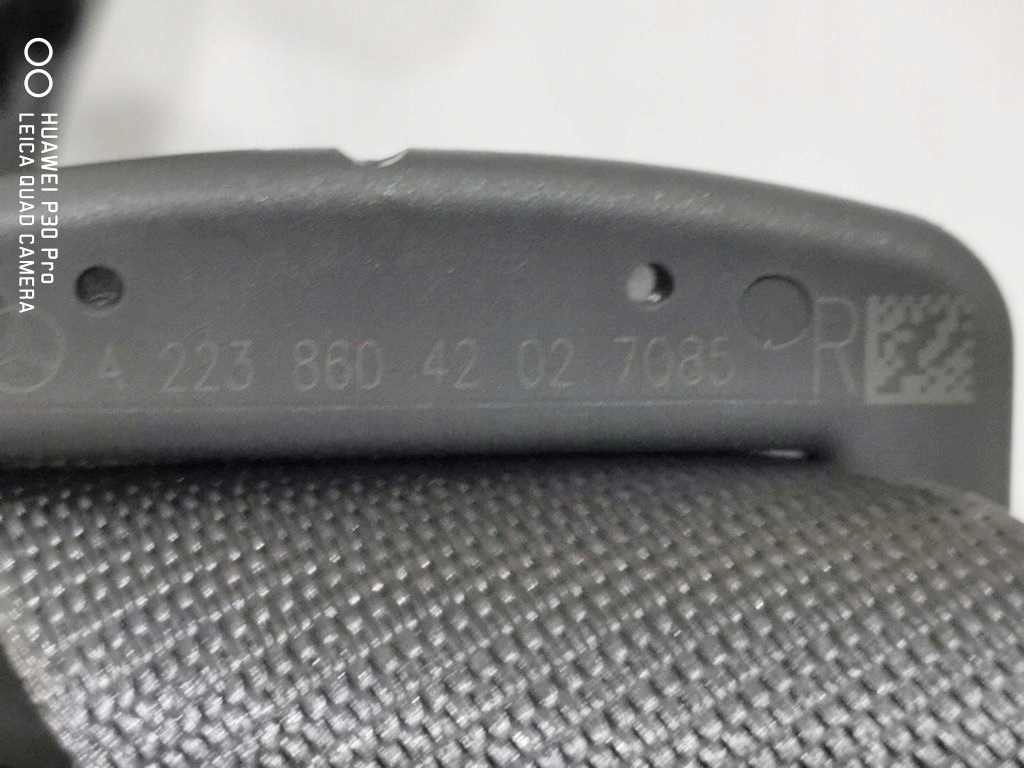 HUAWEI P30 Pro
LEICA QUAD CAMERA
A 223 860 42 02 7085 R